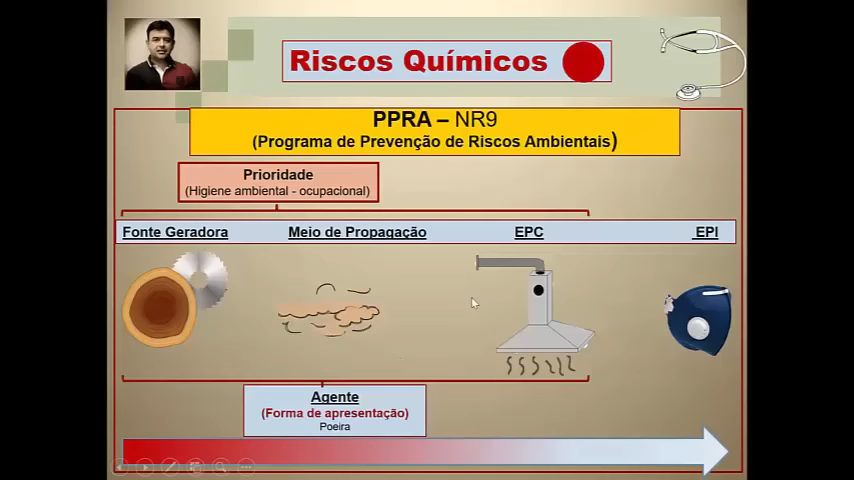 Riscos Químicos
PPRA – NR9
(Programa de Prevenção de Riscos Ambientais)
Prioridade
(Higiene ambiental - ocupacional)
Fonte Geradora Meio de Propagação EPC EPI
Agente
(Forma de apresentação)
Poeira